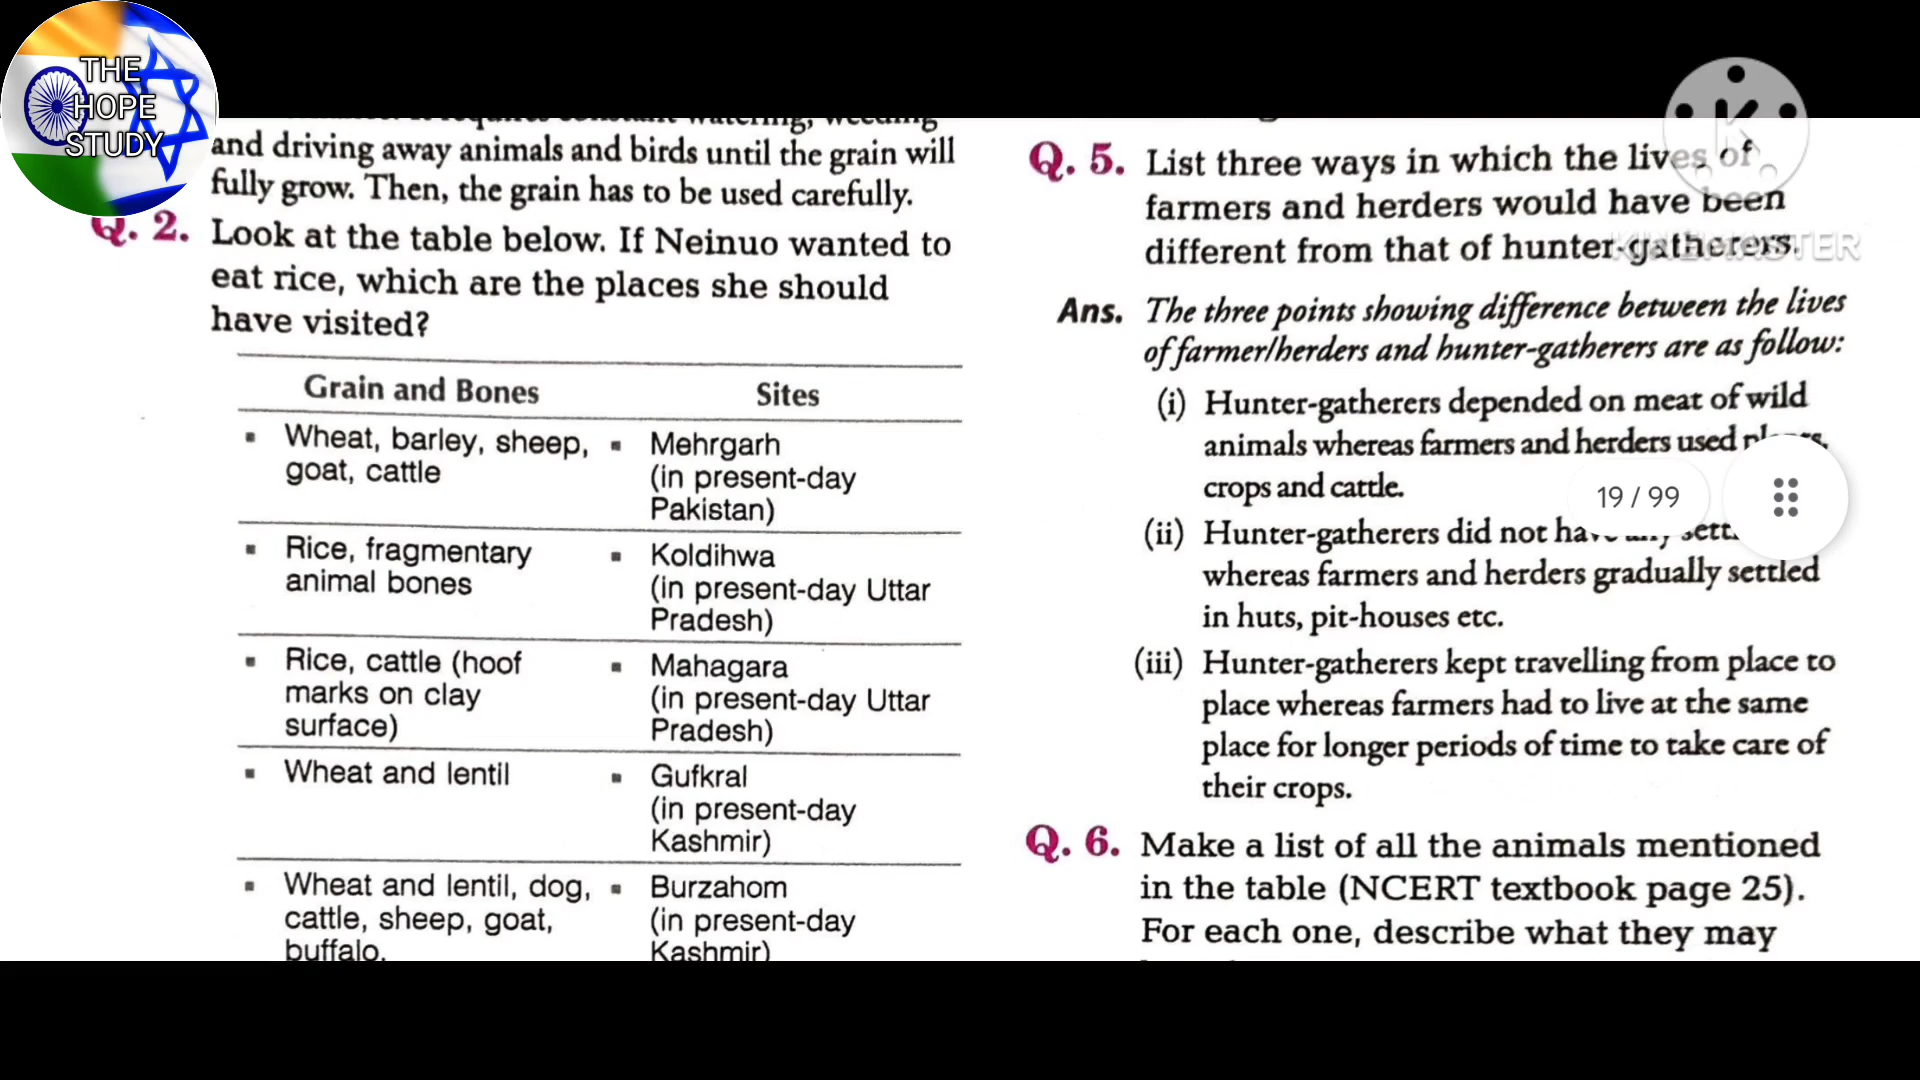 THE
HOPE
STUDY
and driving away animals and birds until the grain will
fully grow. Then, the grain has to be used carefully.
Q. 2. Look at the table below. If Neinuo wanted to
eat rice, which are the places she should
have visited?
Grain and Bones Sites
▪ Wheat, barley, sheep, ▪ Mehrgarh
goat, cattle (in present-day
Pakistan)
▪ Rice, fragmentary ▪ Koldihwa
animal bones (in present-day Uttar
Pradesh)
▪ Rice, cattle (hoof ▪ Mahagara
marks on clay (in present-day Uttar
surface) Pradesh)
▪ Wheat and lentil ▪ Gufkral
(in present-day
Kashmir)
▪ Wheat and lentil, dog, ▪ Burzahom
cattle, sheep, goat, (in present-day
buffalo. Kashmir)
Q. 5. List three ways in which the lives of
farmers and herders would have been
different from that of hunter-gatherers.
KINEMASTER
Ans. The three points showing difference between the lives
of farmer/herders and hunter-gatherers are as follow:
(i) Hunter-gatherers depended on meat of wild
animals whereas farmers and herders used
crops and cattle.
19 / 99
(ii) Hunter-gatherers did not
whereas farmers and herders gradually settled
in huts, pit-houses etc.
(iii) Hunter-gatherers kept travelling from place to
place whereas farmers had to live at the same
place for longer periods of time to take care of
their crops.
Q. 6. Make a list of all the animals mentioned
in the table (NCERT textbook page 25).
For each one, describe what they may